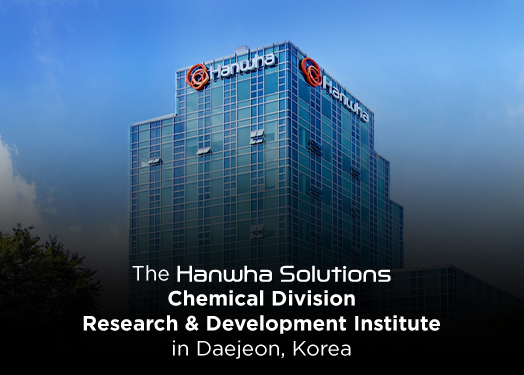 Hanwha
Hanwha
The Hanwha Solutions
Chemical Division
Research & Development Institute
in Daejeon, Korea